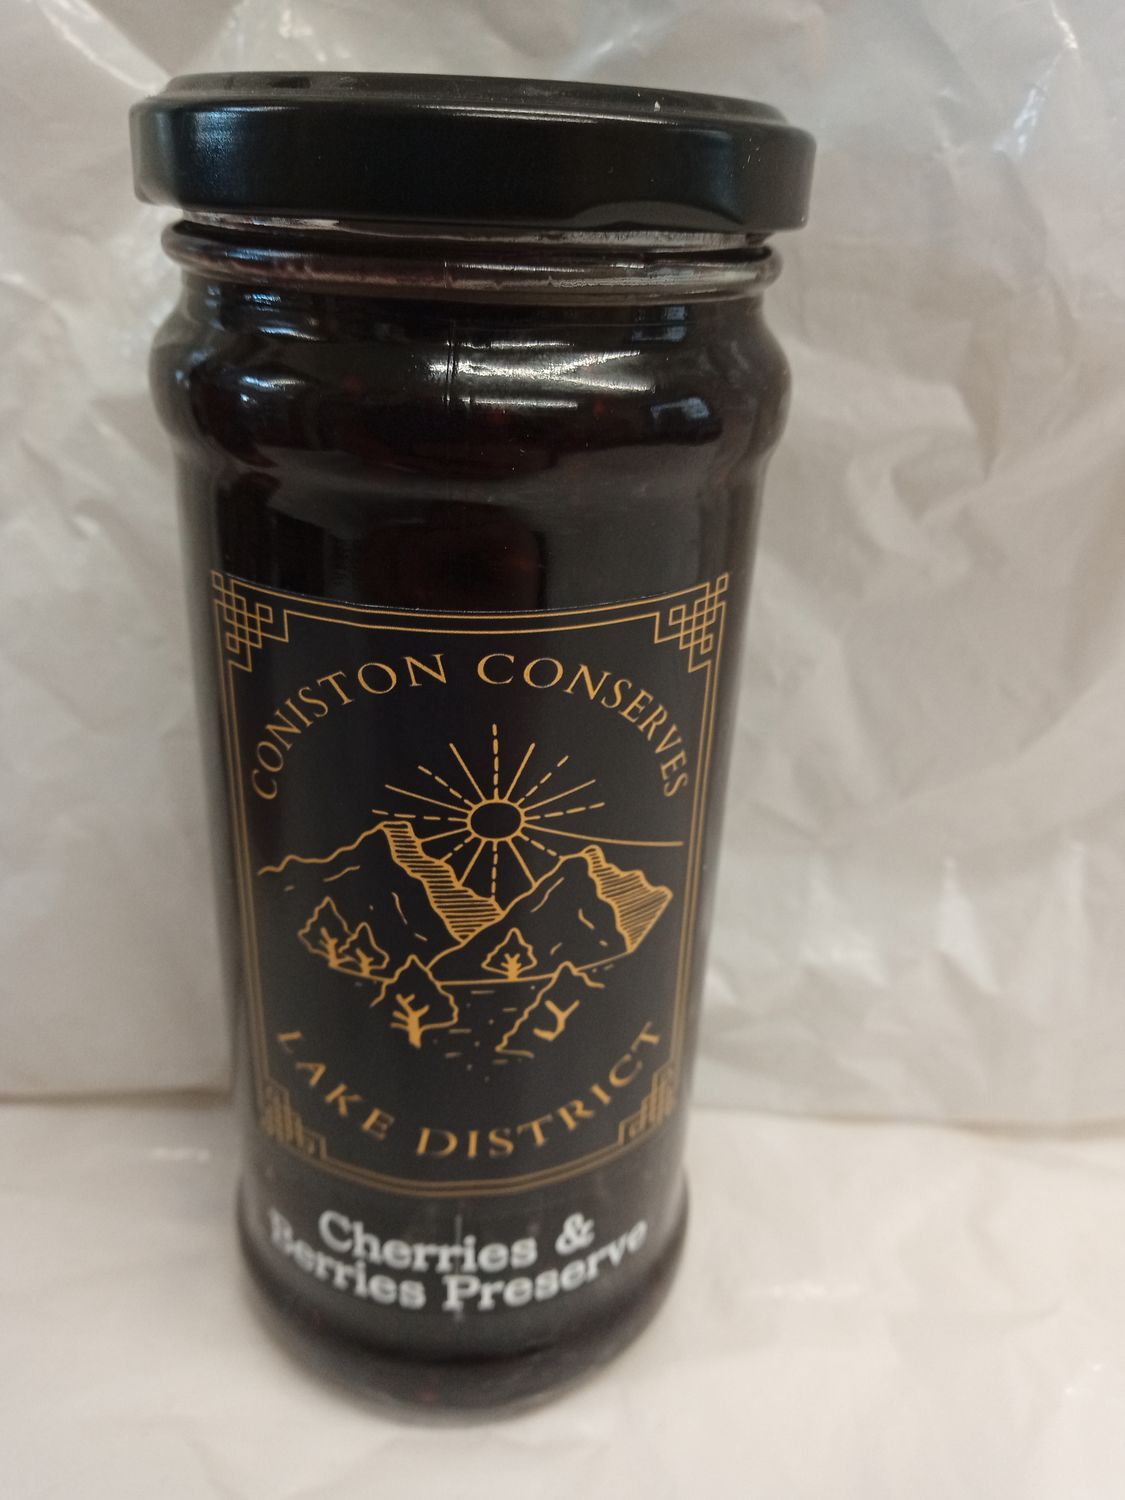 CONISTON CONSERVES
LAKE DISTRICT
Cherries &
Berries Preserve